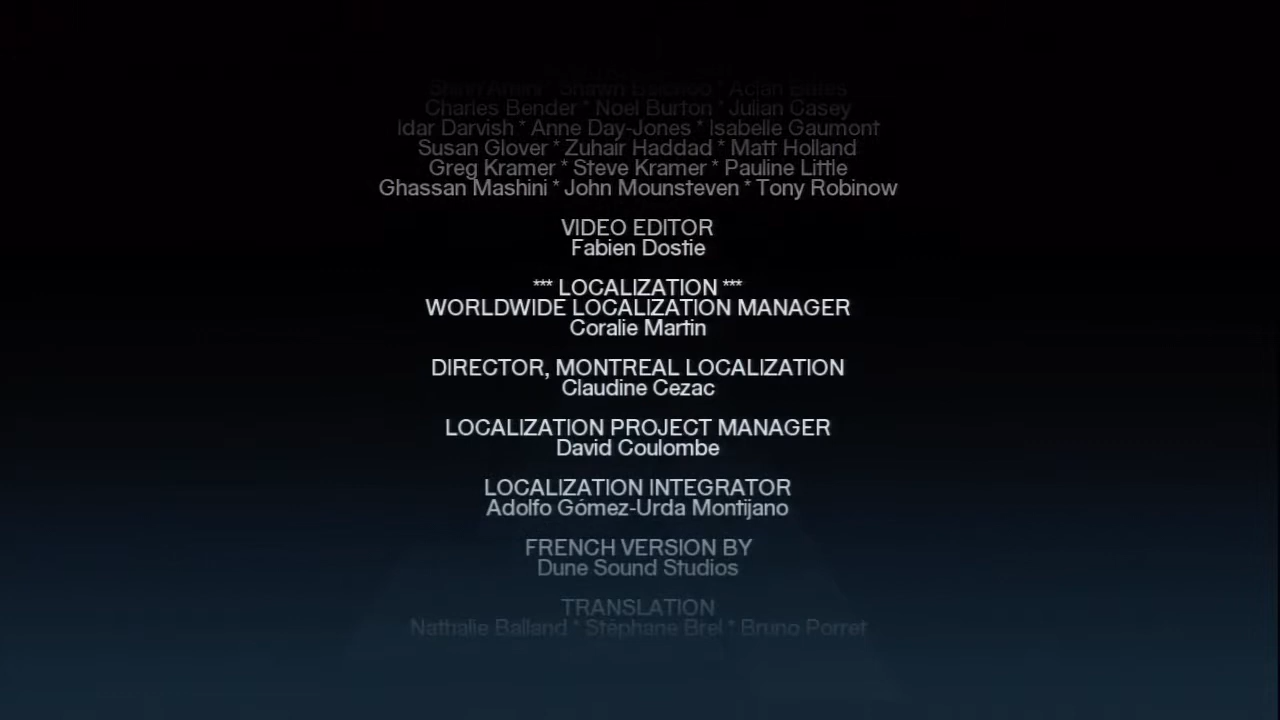 Charles Bender * Noel Burton * Julian Casey
Idar Darvish * Anne Day-Jones * Isabelle Gaumont
Susan Glover * Zuhair Haddad * Matt Holland
Greg Kramer * Steve Kramer * Pauline Little
Ghassan Mashini * John Mounsteven * Tony Robinow
VIDEO EDITOR
Fabien Dostie
*** LOCALIZATION ***
WORLDWIDE LOCALIZATION MANAGER
Coralie Martin
DIRECTOR, MONTREAL LOCALIZATION
Claudine Cezac
LOCALIZATION PROJECT MANAGER
David Coulombe
LOCALIZATION INTEGRATOR
Adolfo Gómez-Urda Montijano
FRENCH VERSION BY
Dune Sound Studios
TRANSLATION
Nathalie Balland * Stéphane Brel * Bruno Porret